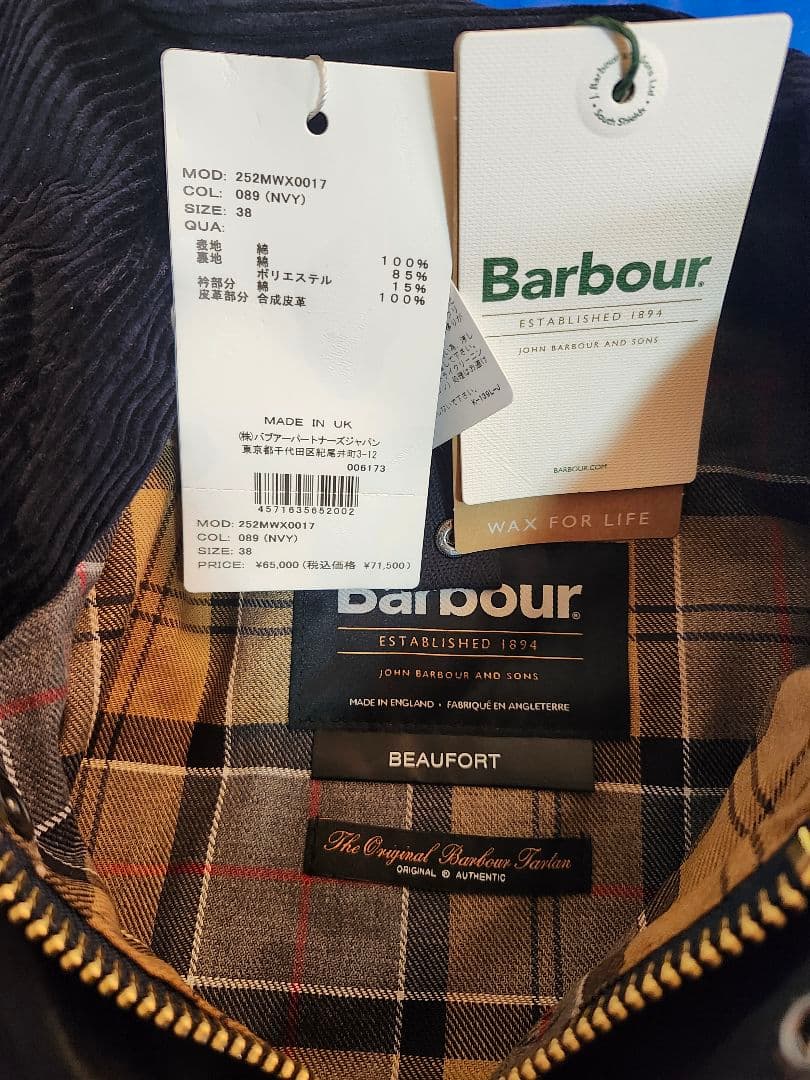 MOD: 252MWX0017
COL: 089 (NVY)
SIZE: 38
QUA:
表地 綿 100%
裏地 綿 85%
ポリエステル 15%
衿部分 綿 100%
皮革部分 合成皮革
MADE IN UK
(株)バブアーパートナーズジャパン
東京都千代田区紀尾井町3-12
006173
4571635652002
MOD: 252MWX0017
COL: 089 (NVY)
SIZE: 38
PRICE: ¥65,000 (税込価格 ¥71,500)
K-139L-J
J. Barbour
Sons Ltd
South Shields
Barbour
ESTABLISHED 1894
JOHN BARBOUR AND SONS
BARBOUR.COM
WAX FOR LIFE
Barbour
ESTABLISHED 1894
JOHN BARBOUR AND SONS
MADE IN ENGLAND • FABRIQUÉ EN ANGLETERRE
BEAUFORT
The Original Barbour Tartan
ORIGINAL ® AUTHENTIC